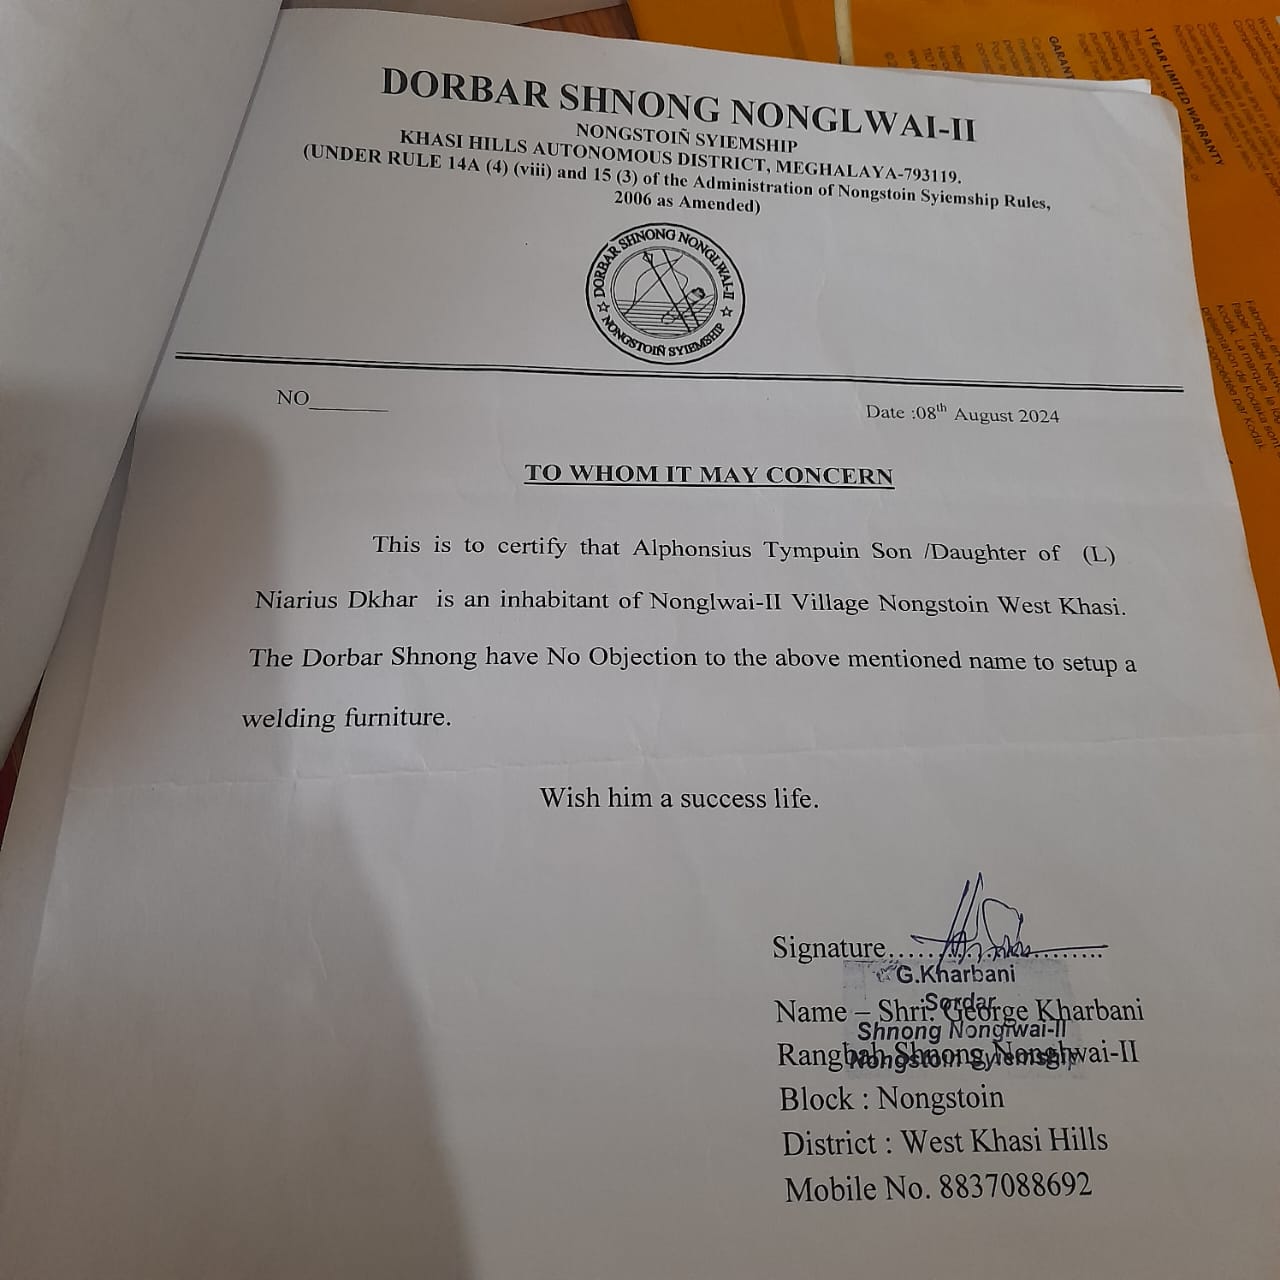 DORBAR SHNONG NONGLWAI-II
NONGSTOIÑ SYIEMSHIP
KHASI HILLS AUTONOMOUS DISTRICT, MEGHALAYA-793119.
(UNDER RULE 14A (4) (viii) and 15 (3) of the Administration of Nongstoin Syiemship Rules,
2006 as Amended)
DORBAR SHNONG NONGLWAI-II
NONGSTOIÑ SYIEMSHIP
NO______
Date :08th August 2024
TO WHOM IT MAY CONCERN
This is to certify that Alphonsius Tympuin Son /Daughter of (L)
Niarius Dkhar is an inhabitant of Nonglwai-II Village Nongstoin West Khasi.
The Dorbar Shnong have No Objection to the above mentioned name to setup a
welding furniture.
Wish him a success life.
Signature
G.Kharbani
Sordar
Name – Shri. George Kharbani
Shnong Nonglwai-II
Rangbah Shnong Nonglwai-II
Nongstoin Syiemship
Block : Nongstoin
District : West Khasi Hills
Mobile No. 8837088692
1 YEAR LIMITED WARRANTY